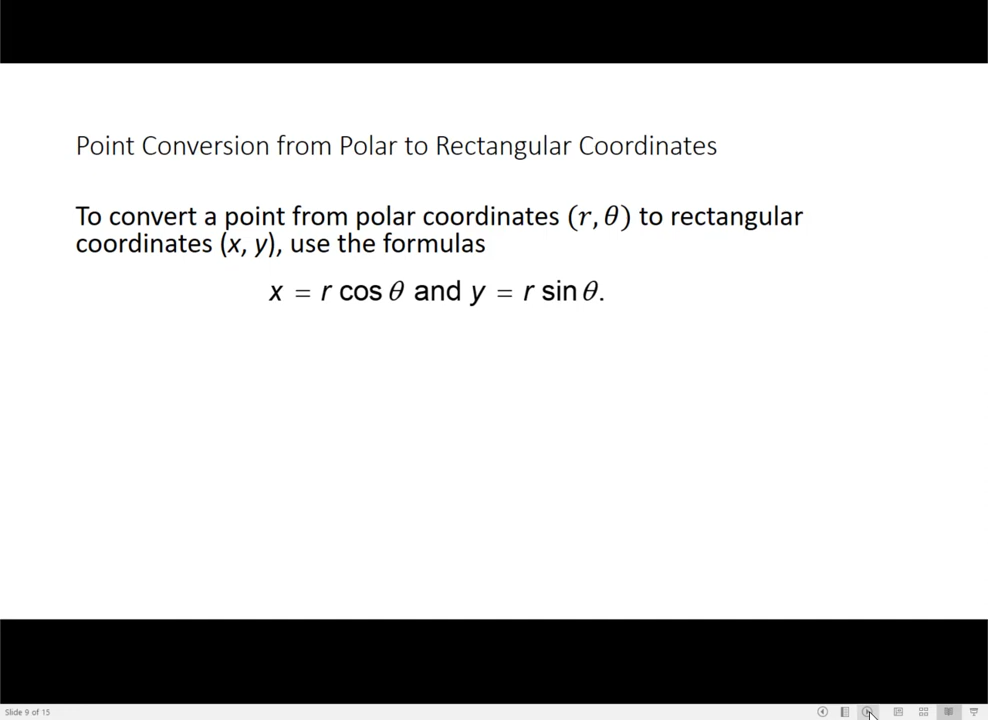 Point Conversion from Polar to Rectangular Coordinates
To convert a point from polar coordinates (r, θ) to rectangular
coordinates (x, y), use the formulas
x = r cos θ and y = r sin θ.
Slide 9 of 15